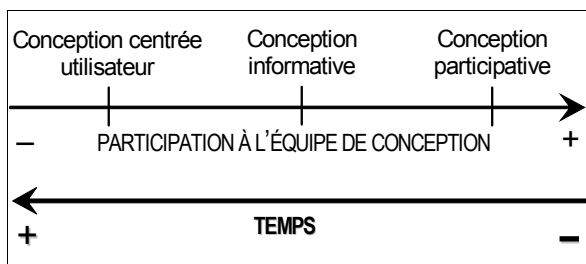 Conception centrée
utilisateur
Conception
informative
Conception
participative
– PARTICIPATION À L'ÉQUIPE DE CONCEPTION +
TEMPS
+ –